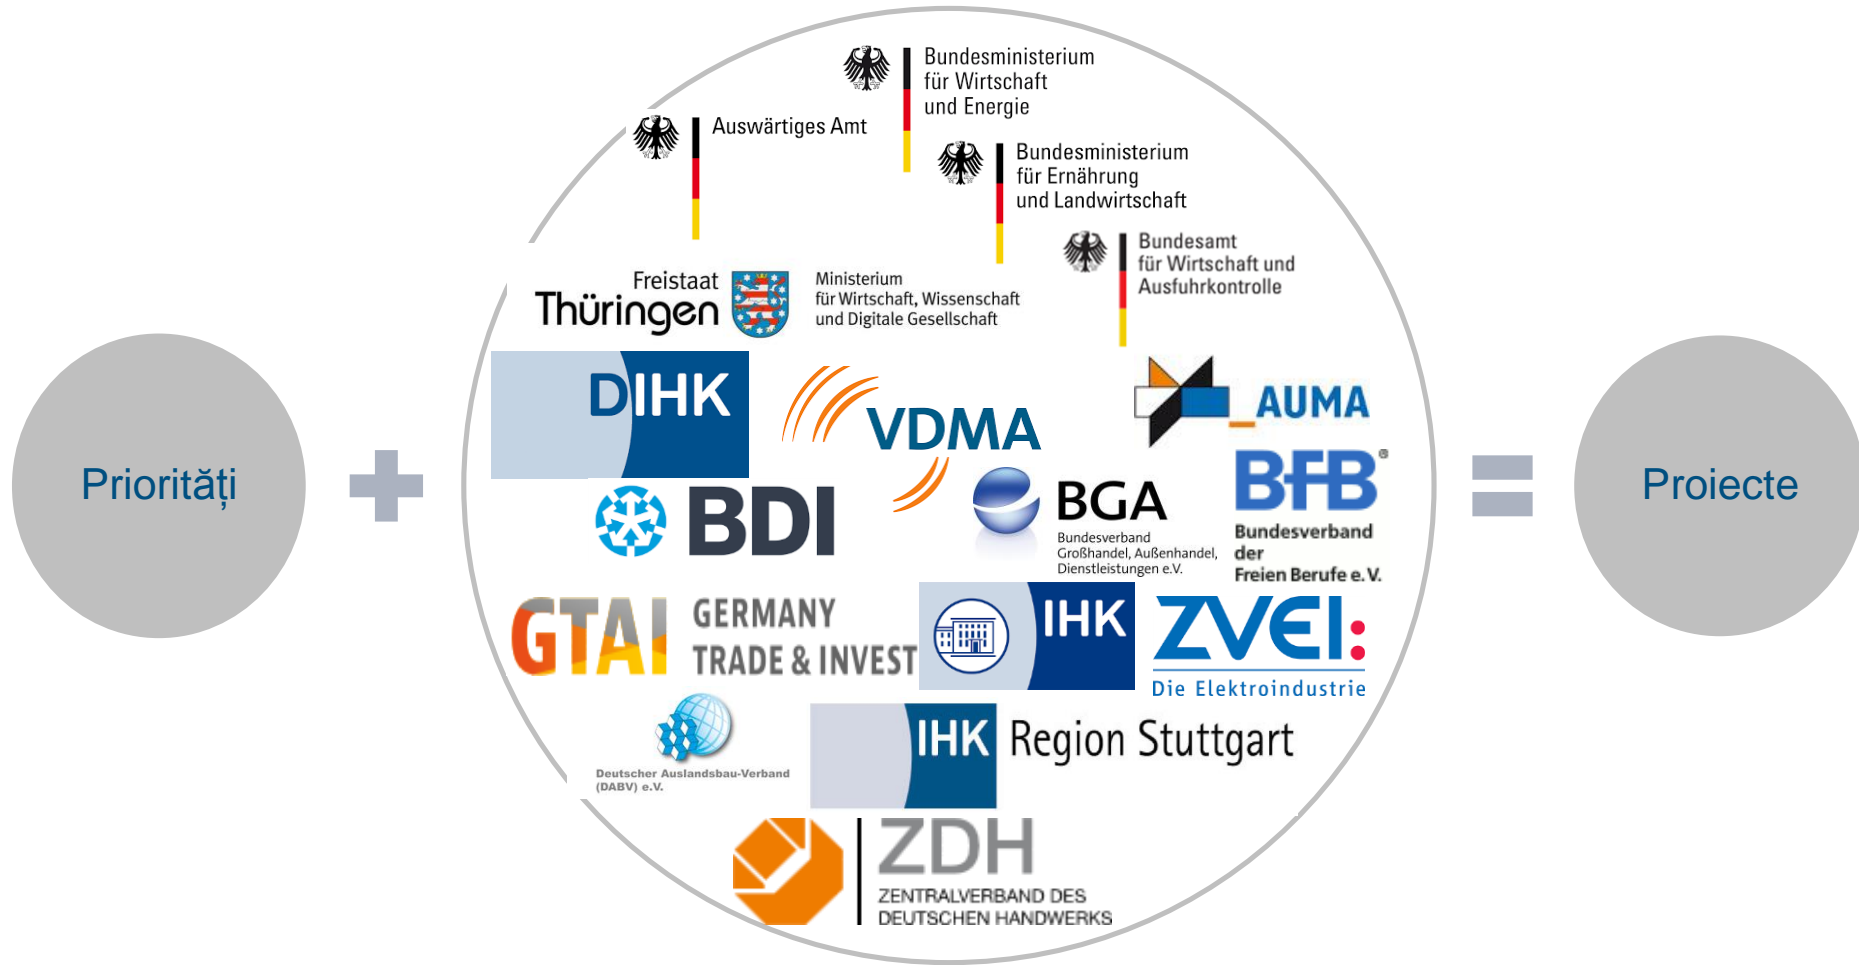 Priorități
Bundesministerium
für Wirtschaft
und Energie
Auswärtiges Amt
Bundesministerium
für Ernährung
und Landwirtschaft
Bundesamt
für Wirtschaft und
Ausfuhrkontrolle
Freistaat
Thüringen
Ministerium
für Wirtschaft, Wissenschaft
und Digitale Gesellschaft
DIHK
VDMA
_AUMA
BDI
BGA
Bundesverband
Großhandel, Außenhandel,
Dienstleistungen e.V.
BFB®
Bundesverband
der
Freien Berufe e.V.
GTAI
GERMANY
TRADE & INVEST
IHK
ZVEI:
Die Elektroindustrie
Deutscher Auslandsbau-Verband
(DABV) e.V.
IHK Region Stuttgart
ZDH
ZENTRALVERBAND DES
DEUTSCHEN HANDWERKS
Proiecte